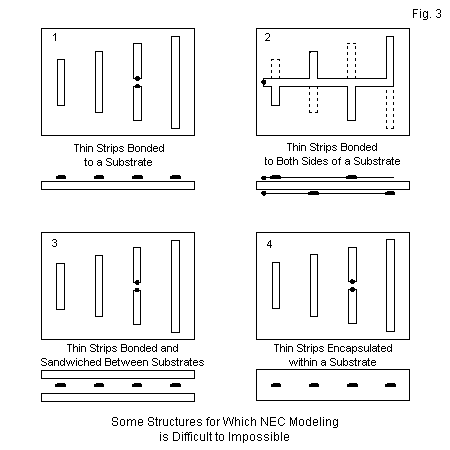 Fig. 3
1
2
Thin Strips Bonded
to a Substrate
Thin Strips Bonded
to Both Sides of a Substrate
3
4
Thin Strips Bonded and
Sandwiched Between Substrates
Thin Strips Encapsulated
within a Substrate
Some Structures for Which NEC Modeling
is Difficult to Impossible